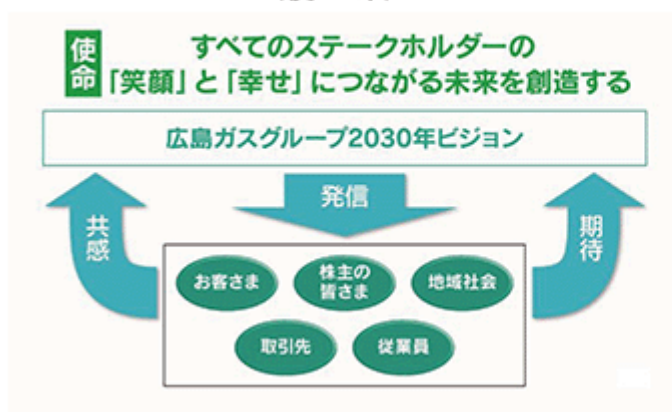 使命
すべてのステークホルダーの
「笑顔」と「幸せ」につながる未来を創造する
広島ガスグループ2030年ビジョン
共感
発信
期待
お客さま
株主の
皆さま
地域社会
取引先
従業員